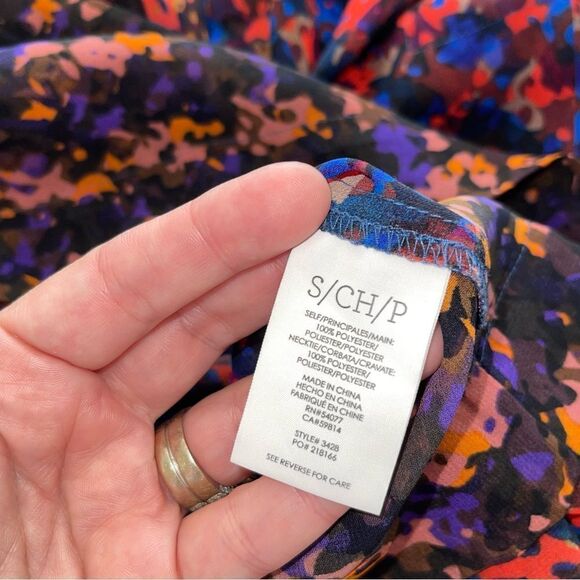 S/CH/P
SELF/PRINCIPALES/MAIN:
100% POLYESTER/
POLIESTER/POLYESTER
NECKTIE/CORBATA/CRAVATE:
100% POLYESTER/
POLIESTER/POLYESTER
MADE IN CHINA
HECHO EN CHINA
FABRIQUÉ EN CHINE
RN#54077
CA#59814
STYLE# 3428
PO# 218166
SEE REVERSE FOR CARE